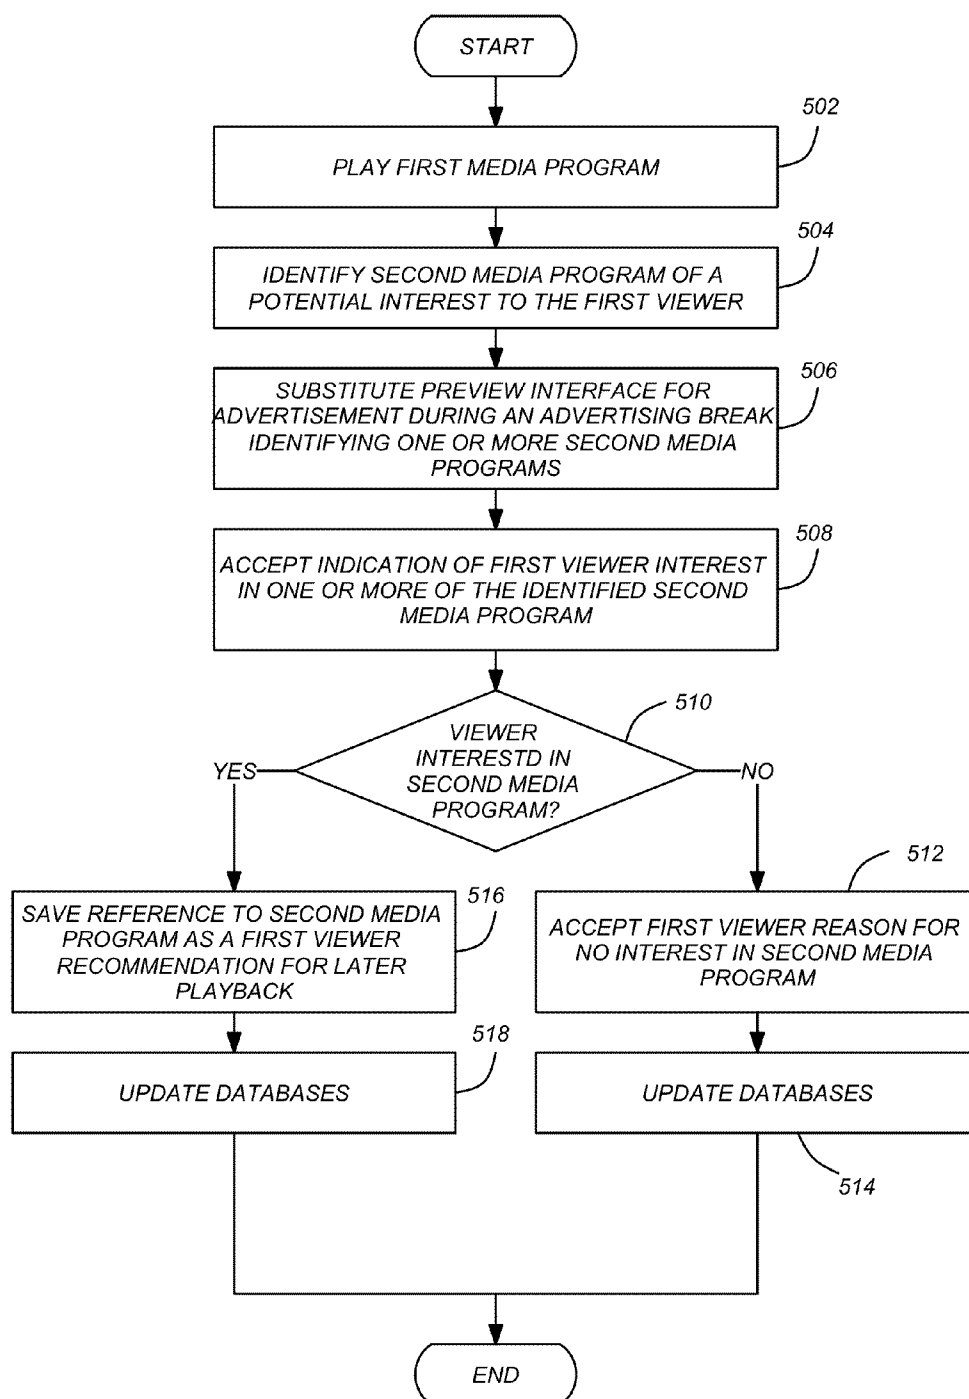 START
502
PLAY FIRST MEDIA PROGRAM
504
IDENTIFY SECOND MEDIA PROGRAM OF A
POTENTIAL INTEREST TO THE FIRST VIEWER
506
SUBSTITUTE PREVIEW INTERFACE FOR
ADVERTISEMENT DURING AN ADVERTISING BREAK
IDENTIFYING ONE OR MORE SECOND MEDIA
PROGRAMS
508
ACCEPT INDICATION OF FIRST VIEWER INTEREST
IN ONE OR MORE OF THE IDENTIFIED SECOND
MEDIA PROGRAM
510
VIEWER
INTERESTD IN
SECOND MEDIA
PROGRAM?
YES
NO
516
SAVE REFERENCE TO SECOND MEDIA
PROGRAM AS A FIRST VIEWER
RECOMMENDATION FOR LATER
PLAYBACK
518
UPDATE DATABASES
512
ACCEPT FIRST VIEWER REASON FOR
NO INTEREST IN SECOND MEDIA
PROGRAM
UPDATE DATABASES
514
END